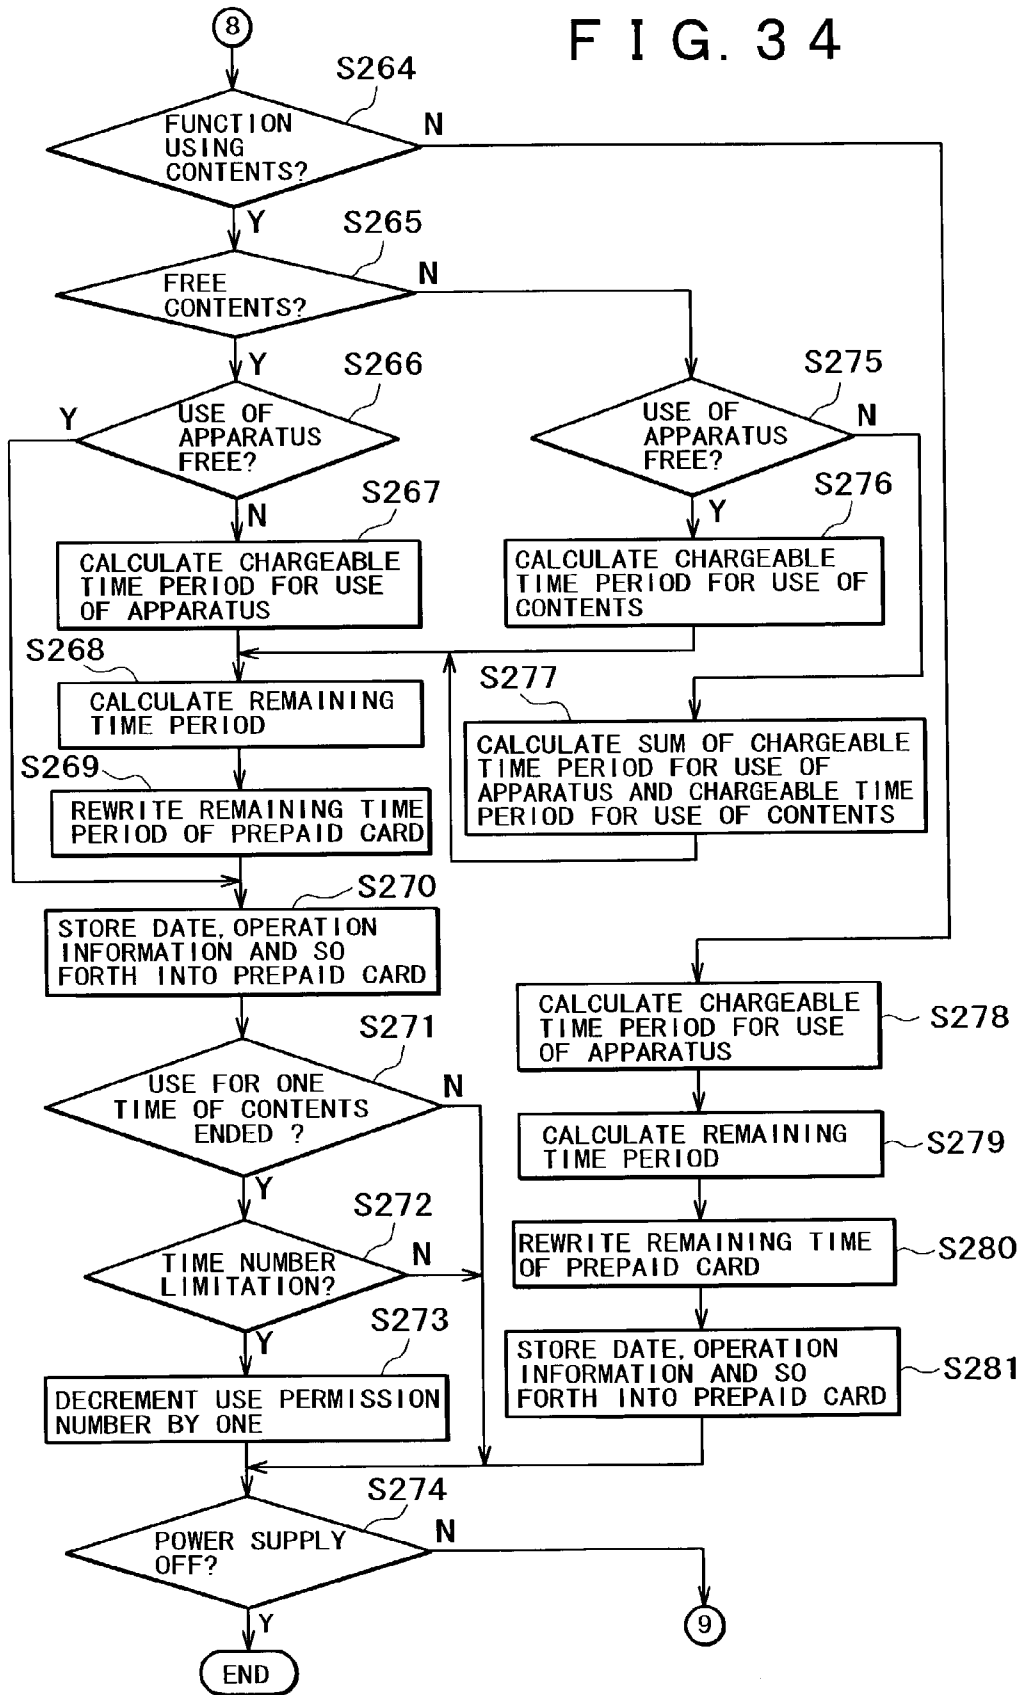 8
F I G. 34
S264
FUNCTION
USING
CONTENTS?
N
Y
S265
FREE
CONTENTS?
N
Y
S266
Y
USE OF
APPARATUS
FREE?
N
S275
USE OF
APPARATUS
FREE?
N
Y
S267
CALCULATE CHARGEABLE
TIME PERIOD FOR USE
OF APPARATUS
S276
CALCULATE CHARGEABLE
TIME PERIOD FOR USE OF
CONTENTS
S268
CALCULATE REMAINING
TIME PERIOD
S277
CALCULATE SUM OF CHARGEABLE
TIME PERIOD FOR USE OF
APPARATUS AND CHARGEABLE TIME
PERIOD FOR USE OF CONTENTS
S269
REWRITE REMAINING TIME
PERIOD OF PREPAID CARD
S270
STORE DATE, OPERATION
INFORMATION AND SO
FORTH INTO PREPAID CARD
S271
USE FOR ONE
TIME OF CONTENTS
ENDED ?
N
Y
S272
TIME NUMBER
LIMITATION?
N
Y
S273
DECREMENT USE PERMISSION
NUMBER BY ONE
CALCULATE CHARGEABLE
TIME PERIOD FOR USE
OF APPARATUS
S278
CALCULATE REMAINING
TIME PERIOD
S279
REWRITE REMAINING TIME
OF PREPAID CARD
S280
STORE DATE, OPERATION
INFORMATION AND SO
FORTH INTO PREPAID CARD
S281
S274
POWER SUPPLY
OFF?
N
Y
9
END